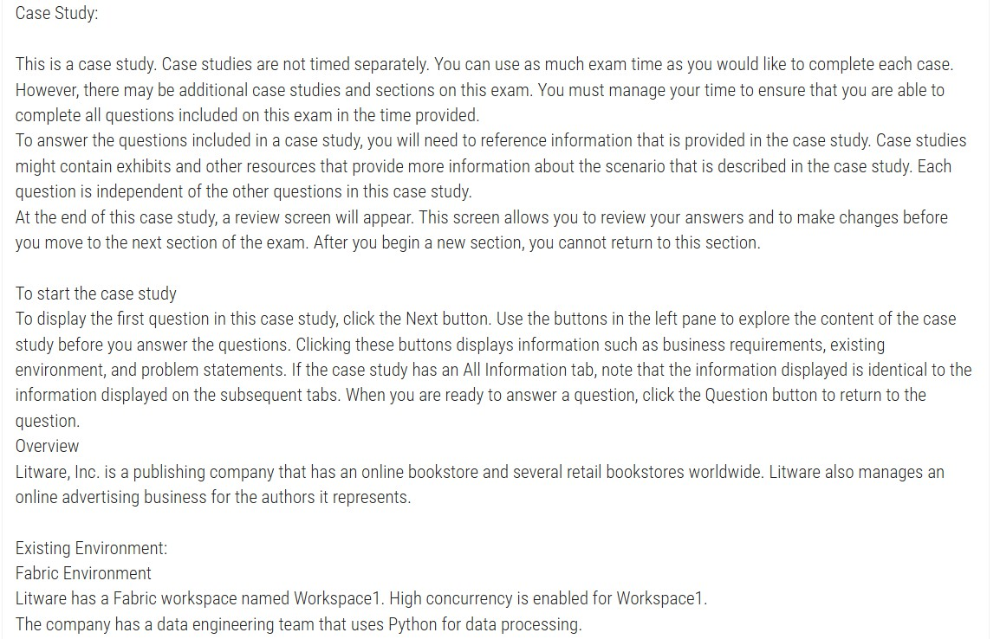 Case Study:
This is a case study. Case studies are not timed separately. You can use as much exam time as you would like to complete each case.
However, there may be additional case studies and sections on this exam. You must manage your time to ensure that you are able to
complete all questions included on this exam in the time provided.
To answer the questions included in a case study, you will need to reference information that is provided in the case study. Case studies
might contain exhibits and other resources that provide more information about the scenario that is described in the case study. Each
question is independent of the other questions in this case study.
At the end of this case study, a review screen will appear. This screen allows you to review your answers and to make changes before
you move to the next section of the exam. After you begin a new section, you cannot return to this section.
To start the case study
To display the first question in this case study, click the Next button. Use the buttons in the left pane to explore the content of the case
study before you answer the questions. Clicking these buttons displays information such as business requirements, existing
environment, and problem statements. If the case study has an All Information tab, note that the information displayed is identical to the
information displayed on the subsequent tabs. When you are ready to answer a question, click the Question button to return to the
question.
Overview
Litware, Inc. is a publishing company that has an online bookstore and several retail bookstores worldwide. Litware also manages an
online advertising business for the authors it represents.
Existing Environment:
Fabric Environment
Litware has a Fabric workspace named Workspace1. High concurrency is enabled for Workspace1.
The company has a data engineering team that uses Python for data processing.